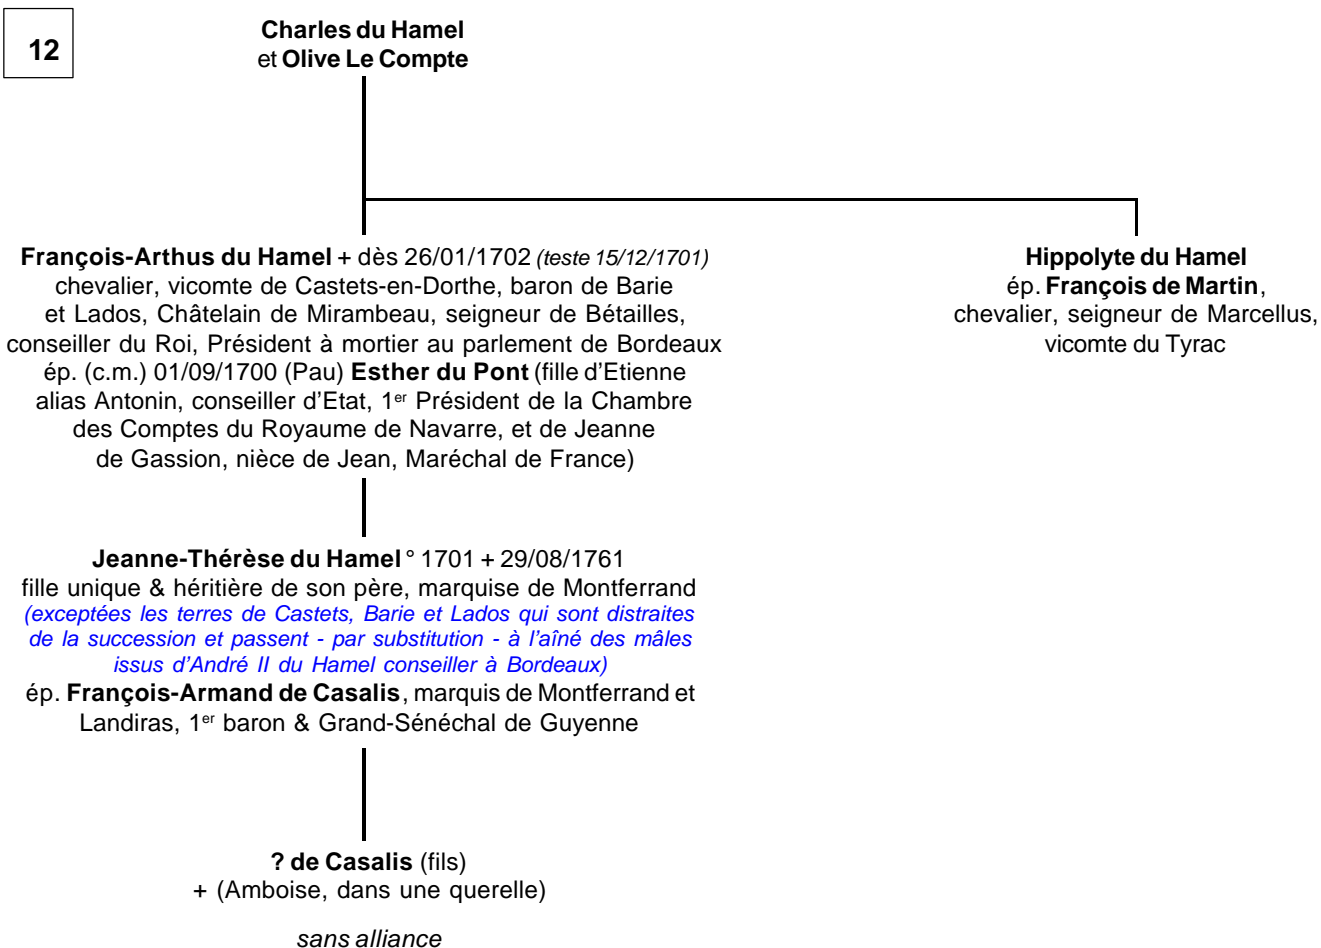 12
Charles du Hamel
et Olive Le Compte
François-Arthus du Hamel + dès 26/01/1702 (teste 15/12/1701)
chevalier, vicomte de Castets-en-Dorthe, baron de Barie
et Lados, Châtelain de Mirambeau, seigneur de Bétailles,
conseiller du Roi, Président à mortier au parlement de Bordeaux
ép. (c.m.) 01/09/1700 (Pau) Esther du Pont (fille d'Etienne
alias Antonin, conseiller d'Etat, 1er Président de la Chambre
des Comptes du Royaume de Navarre, et de Jeanne
de Gassion, nièce de Jean, Maréchal de France)
Hippolyte du Hamel
ép. François de Martin,
chevalier, seigneur de Marcellus,
vicomte du Tyrac
Jeanne-Thérèse du Hamel ° 1701 + 29/08/1761
fille unique & héritière de son père, marquise de Montferrand
(exceptées les terres de Castets, Barie et Lados qui sont distraites
de la succession et passent - par substitution - à l'aîné des mâles
issus d'André II du Hamel conseiller à Bordeaux)
ép. François-Armand de Casalis, marquis de Montferrand et
Landiras, 1er baron & Grand-Sénéchal de Guyenne
? de Casalis (fils)
+ (Amboise, dans une querelle)
sans alliance